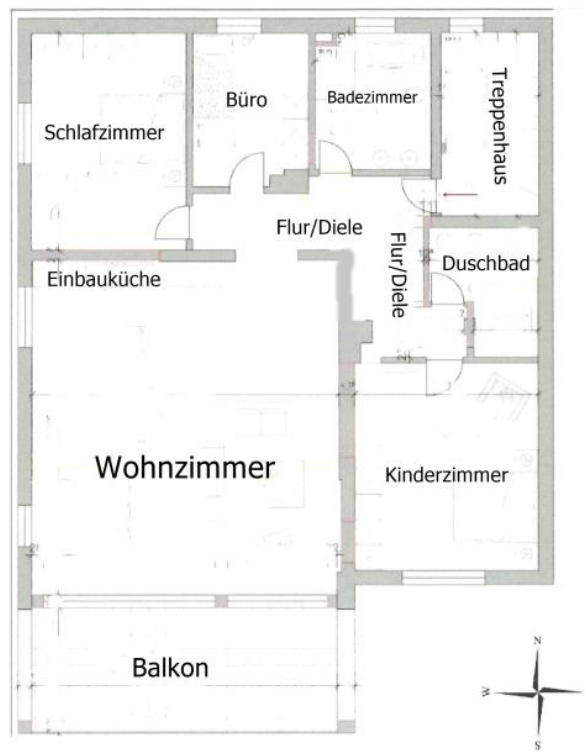 Schlafzimmer
Büro
Badezimmer
Treppenhaus
Flur/Diele
Flur/Diele
Duschbad
Einbauküche
Wohnzimmer
Kinderzimmer
Balkon
N
W
S